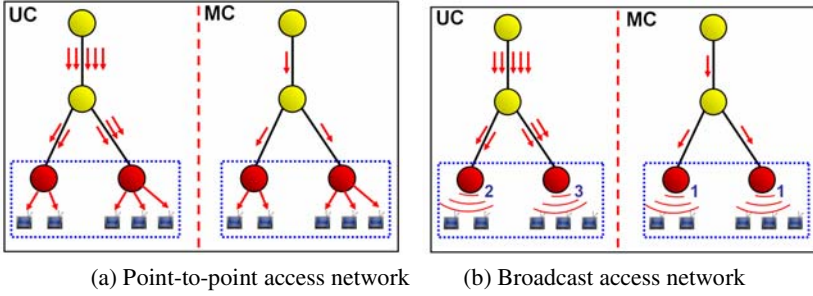 UC
MC
UC
MC
2
3
1
1
(a) Point-to-point access network
(b) Broadcast access network